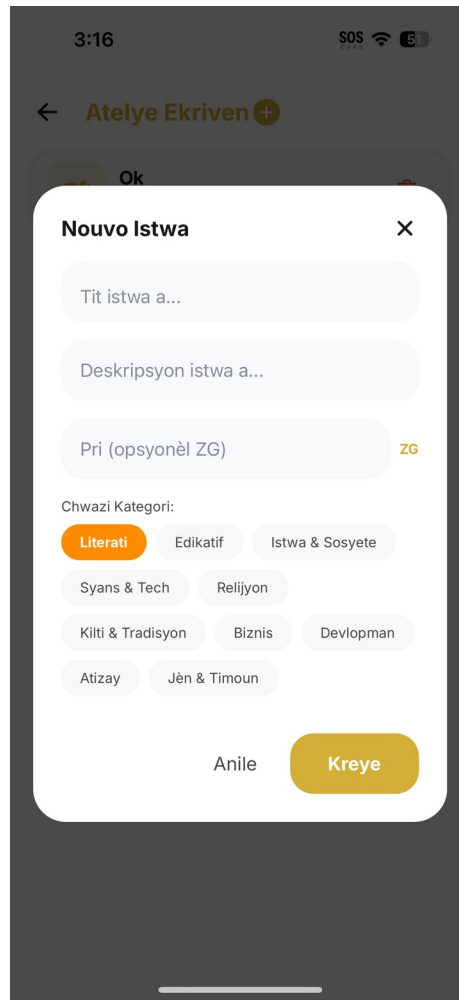 3:16 SOS 51
Atelye Ekriven
Ok
Nouvo Istwa
Tit istwa a...
Deskripsyon istwa a...
Pri (opsyonèl ZG) ZG
Chwazi Kategori:
Literati Edikatif Istwa & Sosyete
Syans & Tech Relijyon
Kilti & Tradisyon Biznis Devlopman
Atizay Jèn & Timoun
Anile Kreye